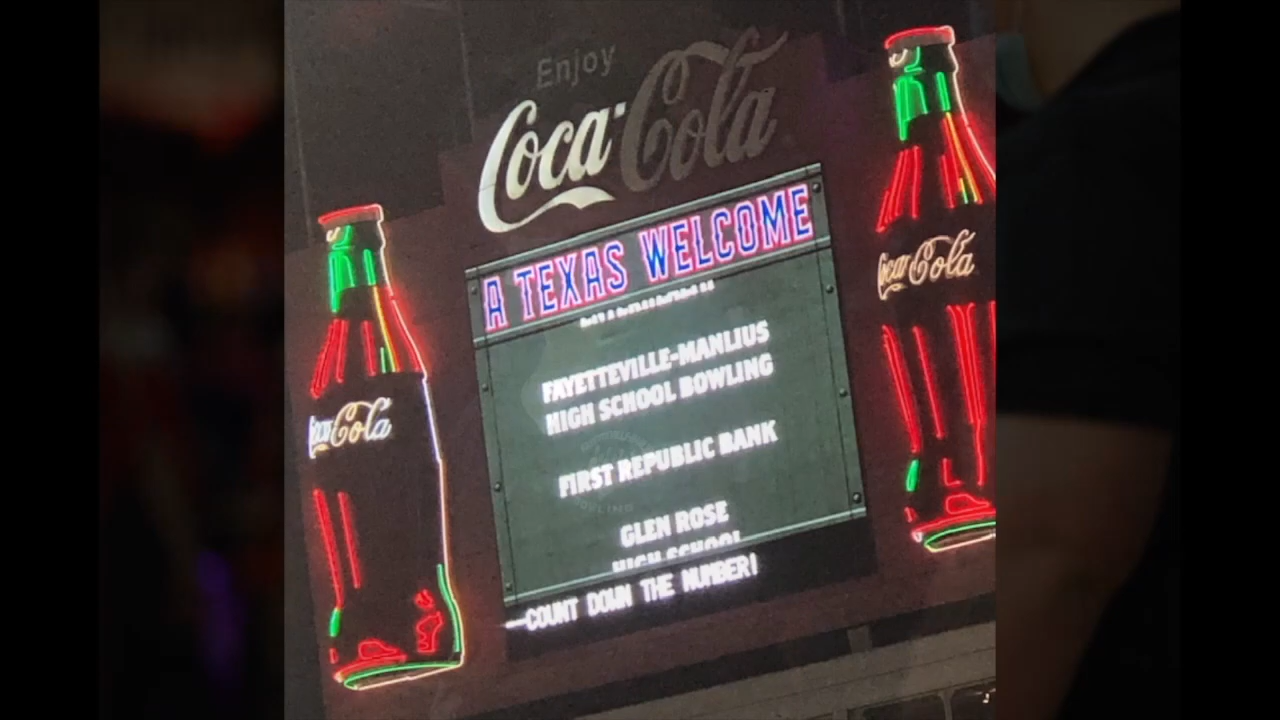 Enjoy
Coca-Cola
A TEXAS WELCOME
FAYETTEVILLE-MANLIUS
HIGH SCHOOL BOWLING
FIRST REPUBLIC BANK
GLEN ROSE
HIGH SCHOOL
COUNT DOWN THE NUMBER!
Coca-Cola
Coca-Cola